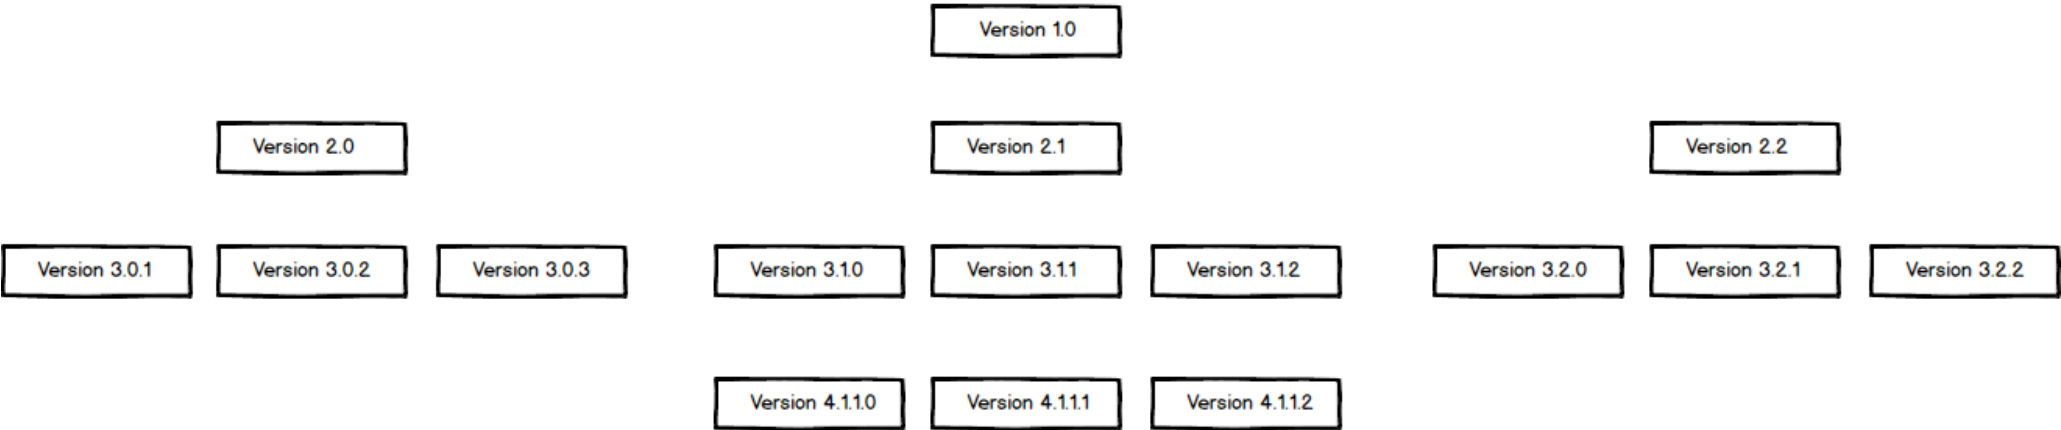 Version 1.0
Version 2.0
Version 2.1
Version 2.2
Version 3.0.1
Version 3.0.2
Version 3.0.3
Version 3.1.0
Version 3.1.1
Version 3.1.2
Version 3.2.0
Version 3.2.1
Version 3.2.2
Version 4.1.1.0
Version 4.1.1.1
Version 4.1.1.2